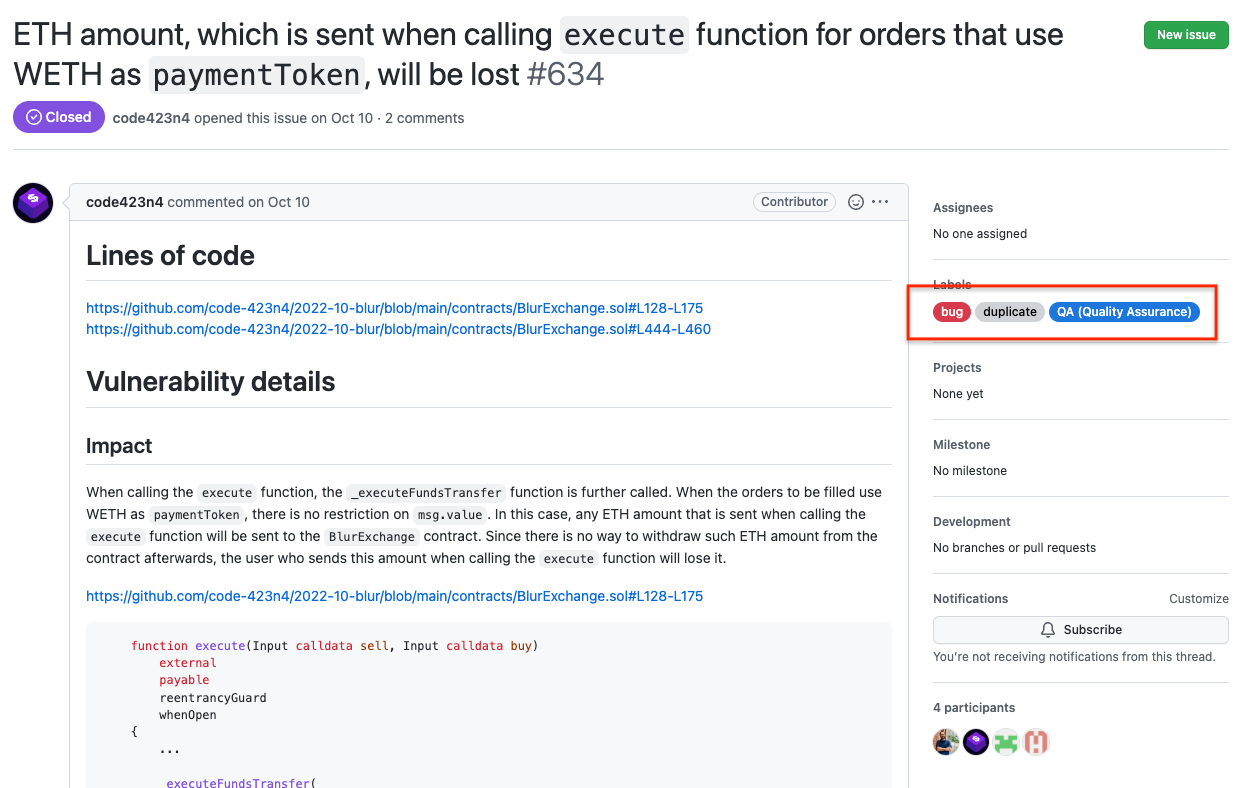 ETH amount, which is sent when calling execute function for orders that use
WETH as paymentToken, will be lost #634
New issue
Closed
code423n4 opened this issue on Oct 10 · 2 comments
code423n4 commented on Oct 10
Contributor
Lines of code
https://github.com/code-423n4/2022-10-blur/blob/main/contracts/BlurExchange.sol#L128-L175
https://github.com/code-423n4/2022-10-blur/blob/main/contracts/BlurExchange.sol#L444-L460
Vulnerability details
Impact
When calling the execute function, the _executeFundsTransfer function is further called. When the orders to be filled use
WETH as paymentToken, there is no restriction on msg.value. In this case, any ETH amount that is sent when calling the
execute function will be sent to the BlurExchange contract. Since there is no way to withdraw such ETH amount from the
contract afterwards, the user who sends this amount when calling the execute function will lose it.
https://github.com/code-423n4/2022-10-blur/blob/main/contracts/BlurExchange.sol#L128-L175
function execute(Input calldata sell, Input calldata buy)
external
payable
reentrancyGuard
whenOpen
{
...
_executeFundsTransfer(
Assignees
No one assigned
Labels
bug
duplicate
QA (Quality Assurance)
Projects
None yet
Milestone
No milestone
Development
No branches or pull requests
Notifications
Customize
Subscribe
You're not receiving notifications from this thread.
4 participants